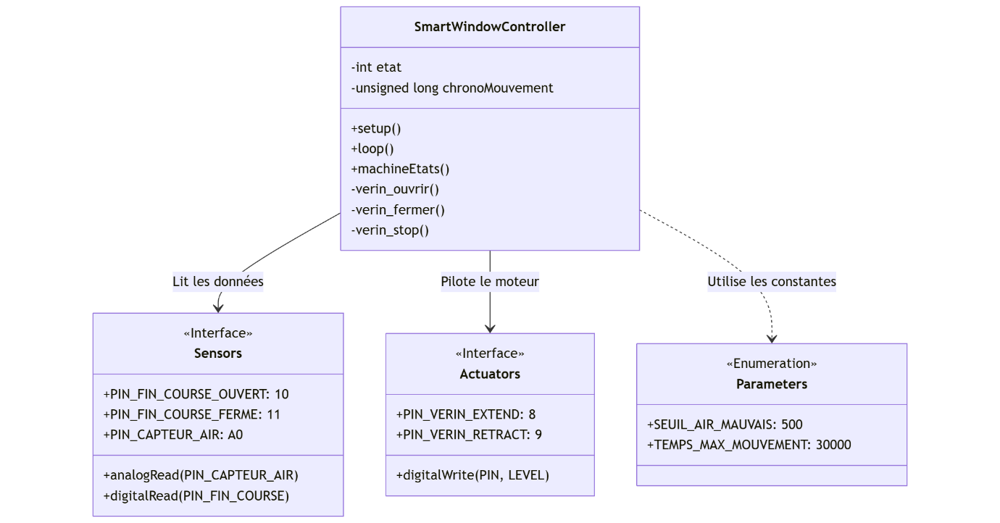 SmartWindowController
-int etat
-unsigned long chronoMouvement
+setup()
+loop()
+machineEtats()
-verin_ouvrir()
-verin_fermer()
-verin_stop()
Lit les données
Pilote le moteur
Utilise les constantes
«Interface»
Sensors
+PIN_FIN_COURSE_OUVERT: 10
+PIN_FIN_COURSE_FERME: 11
+PIN_CAPTEUR_AIR: A0
+analogRead(PIN_CAPTEUR_AIR)
+digitalRead(PIN_FIN_COURSE)
«Interface»
Actuators
+PIN_VERIN_EXTEND: 8
+PIN_VERIN_RETRACT: 9
+digitalWrite(PIN, LEVEL)
«Enumeration»
Parameters
+SEUIL_AIR_MAUVAIS: 500
+TEMPS_MAX_MOUVEMENT: 30000